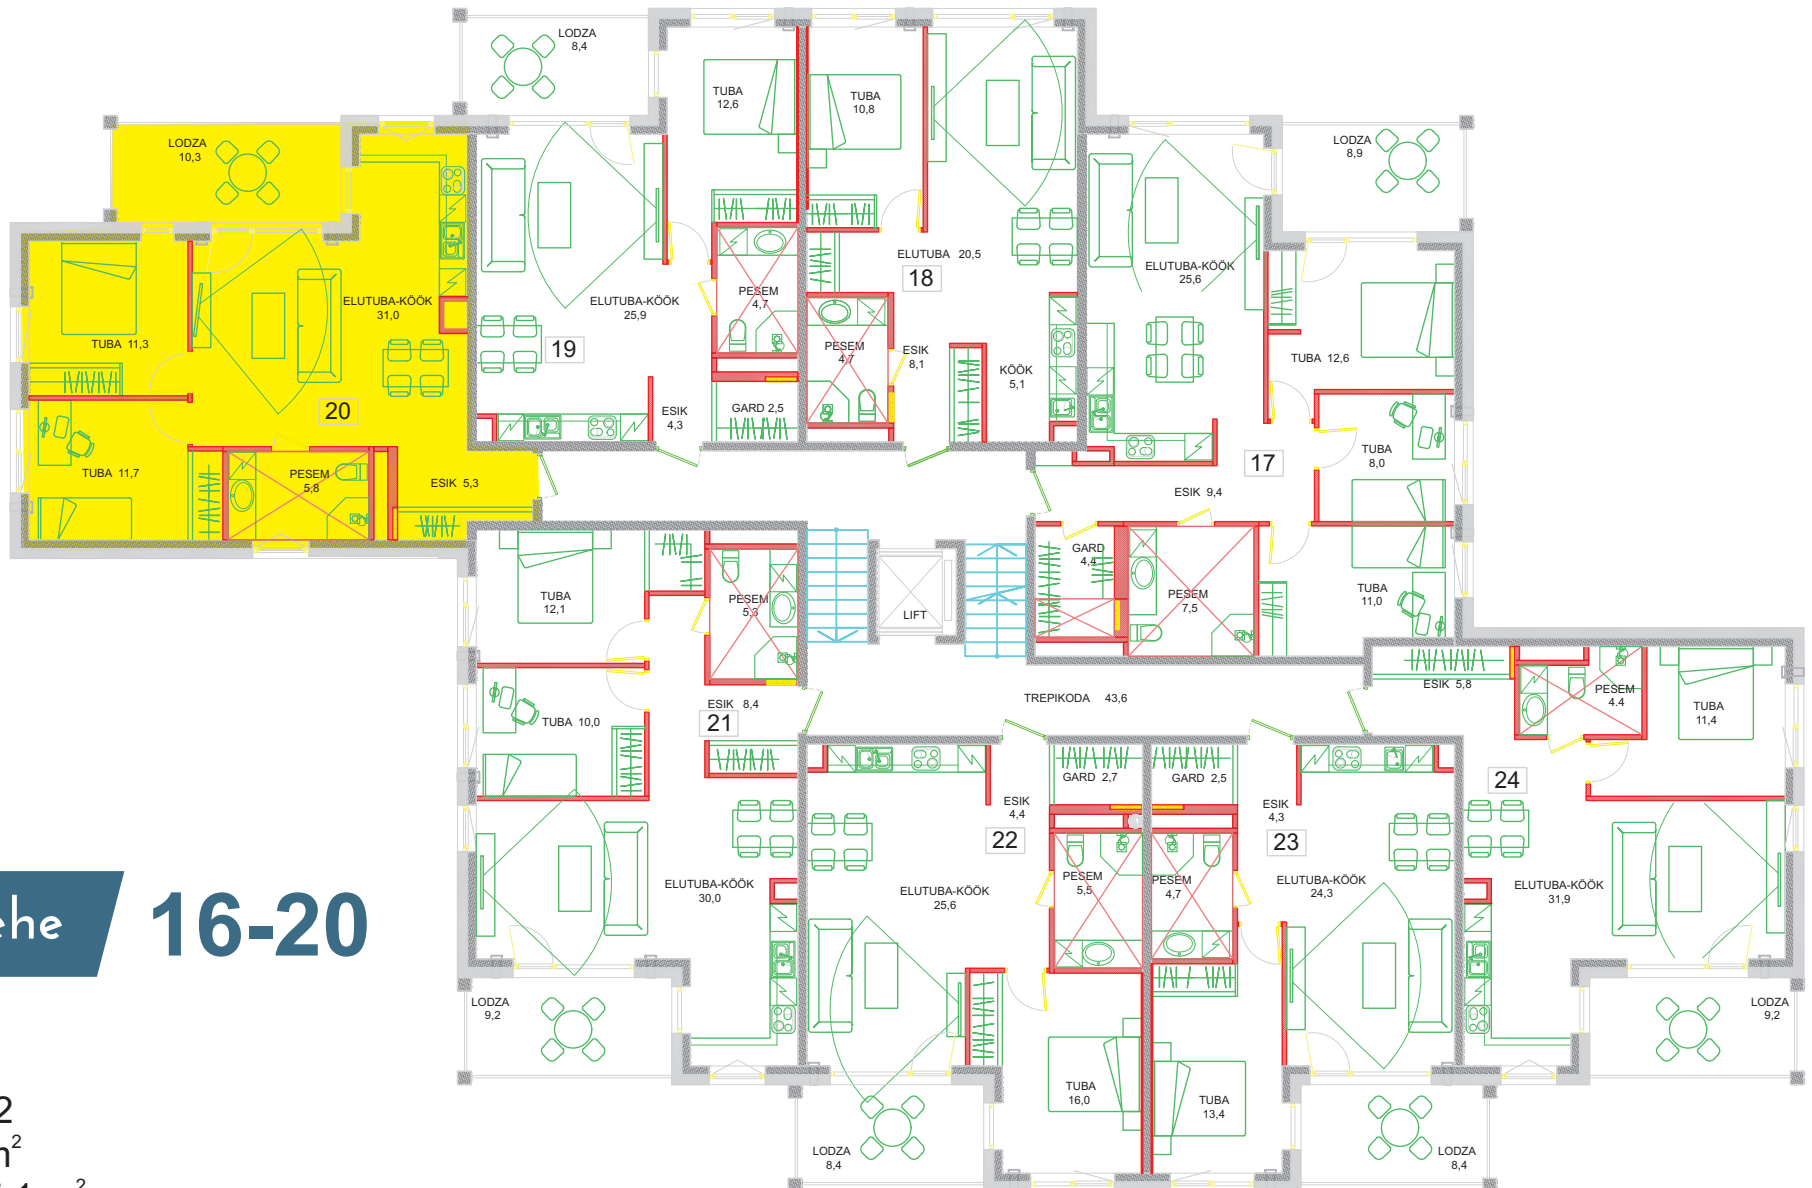 LODZA
8,4
TUBA
12,6
TUBA
10,8
LODZA
8,9
LODZA
10,3
ELUTUBA 20,5
18
ELUTUBA-KÖÖK
25,6
PESEM
4,7
ELUTUBA-KÖÖK
25,9
ELUTUBA-KÖÖK
31,0
TUBA 11,3
19
PESEM
4,7
ESIK
8,1
KÖÖK
5,1
TUBA 12,6
20
ESIK
4,3
GARD 2,5
17
TUBA
8,0
TUBA 11,7
PESEM
5,8
ESIK 5,3
ESIK 9,4
GARD
4,4
TUBA
12,1
PESEM
5,3
LIFT
PESEM
7,5
TUBA
11,0
TREPIKODA 43,6
ESIK 5,8
PESEM
4.4
TUBA
11,4
ESIK 8,4
21
TUBA 10,0
GARD 2,7
GARD 2,5
24
ESIK
4,4
22
ESIK
4,3
23
PESEM
5,5
PESEM
4,7
ELUTUBA-KÖÖK
30,0
ELUTUBA-KÖÖK
25,6
ELUTUBA-KÖÖK
24,3
ELUTUBA-KÖÖK
31,9
ehe
16-20
LODZA
9,2
LODZA
9,2
TUBA
16,0
TUBA
13,4
LODZA
8,4
LODZA
8,4
2
m²